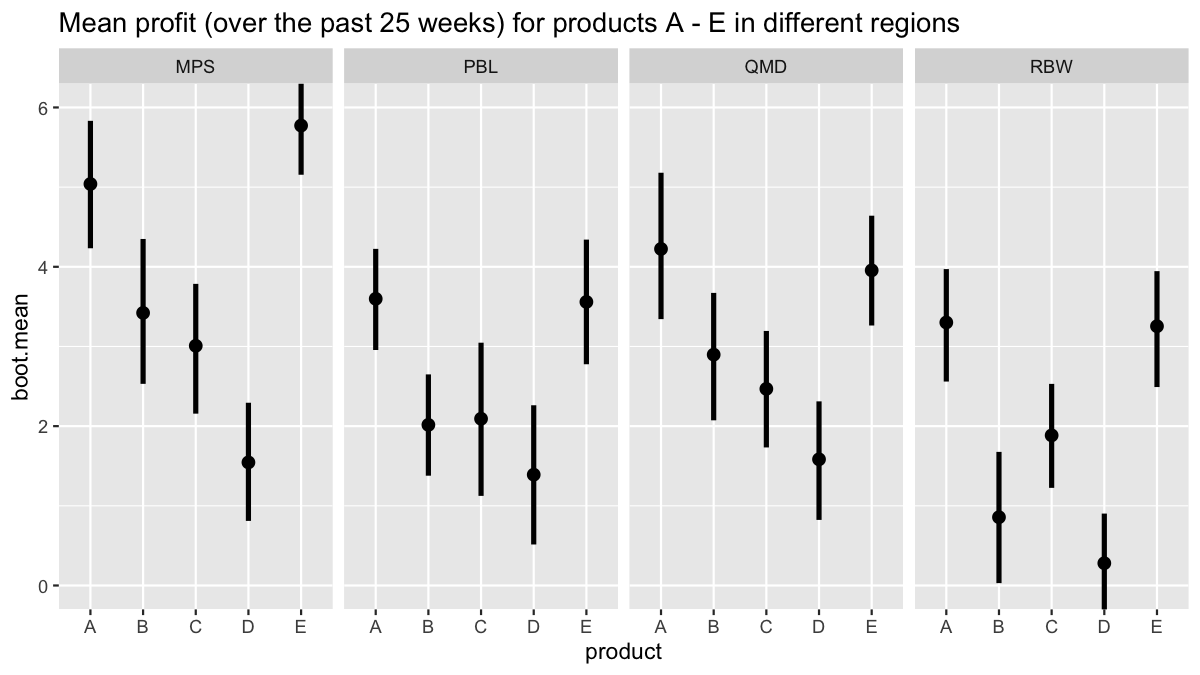 Mean profit (over the past 25 weeks) for products A - E in different regions
MPS PBL QMD RBW
6
4
2
0
boot.mean
A B C D E A B C D E A B C D E A B C D E
product